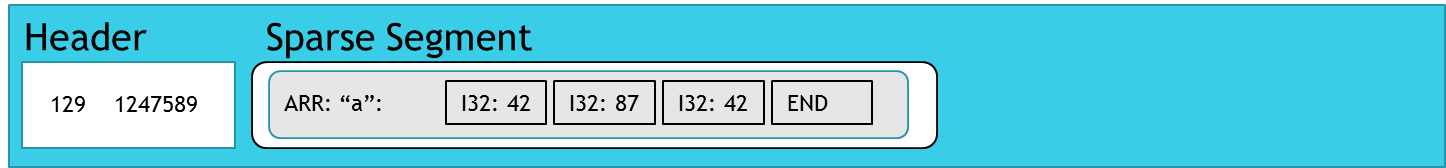 Header Sparse Segment
129 1247589 ARR: “a”: I32: 42 I32: 87 I32: 42 END